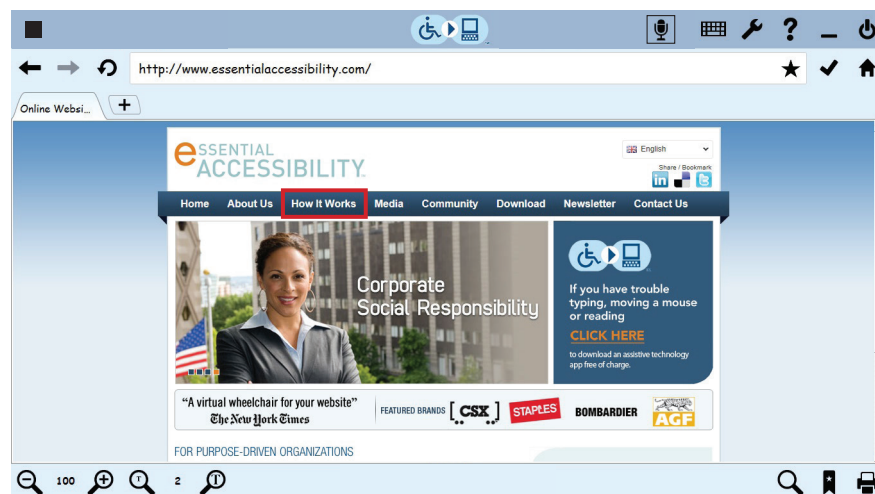 http://www.essentialaccessibility.com/
Online Websi...
eSSENTIAL
ACCESSIBILITY
English
Share / Bookmark
in
Home About Us How It Works Media Community Download Newsletter Contact Us
Corporate
Social Responsibility
If you have trouble
typing, moving a mouse
or reading
CLICK HERE
to download an assistive technology
app free of charge.
“A virtual wheelchair for your website”
The New York Times
FEATURED BRANDS [CSX] STAPLES BOMBARDIER AGF
FOR PURPOSE-DRIVEN ORGANIZATIONS
100 T 2 T